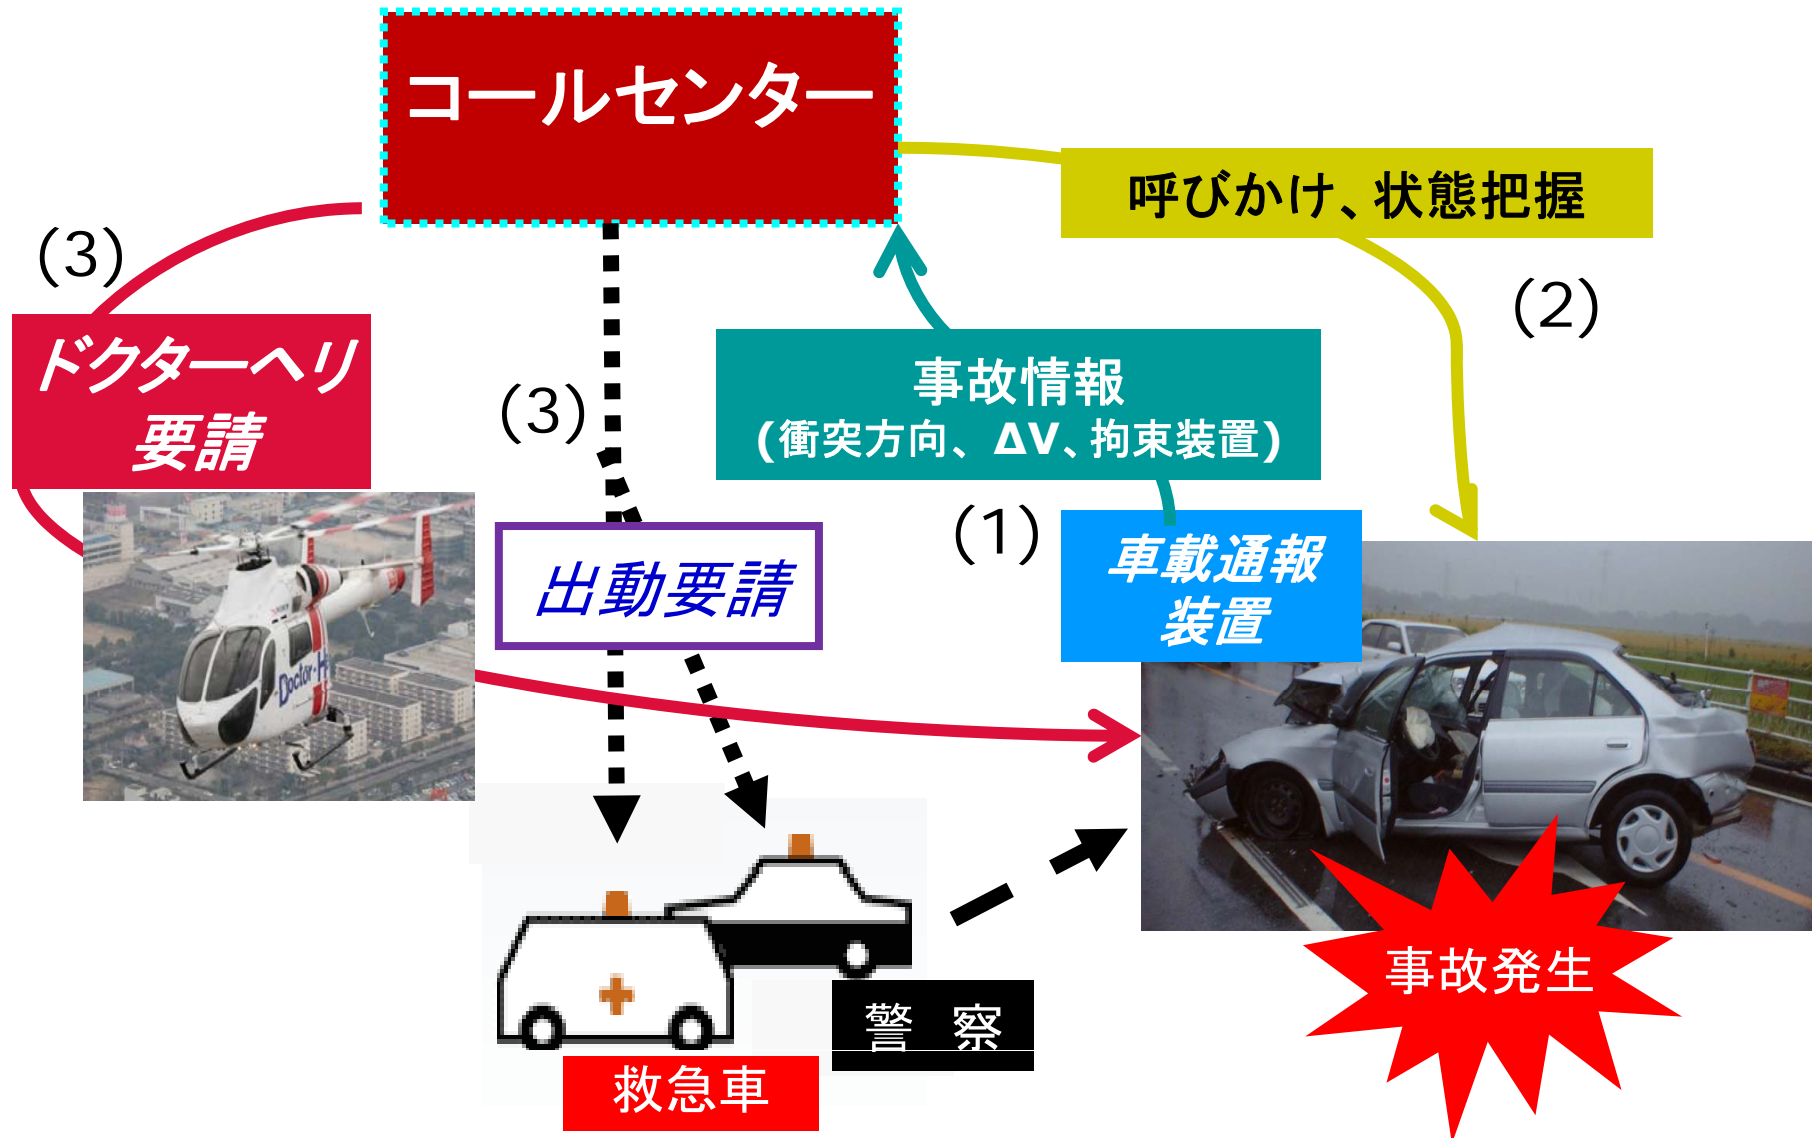 コールセンター
呼びかけ、状態把握
(3)
(2)
ドクターヘリ
要請
事故情報
(衝突方向、ΔV、拘束装置)
(3)
(1)
車載通報
装置
出動要請
Doctor-H
事故発生
警 察
救急車